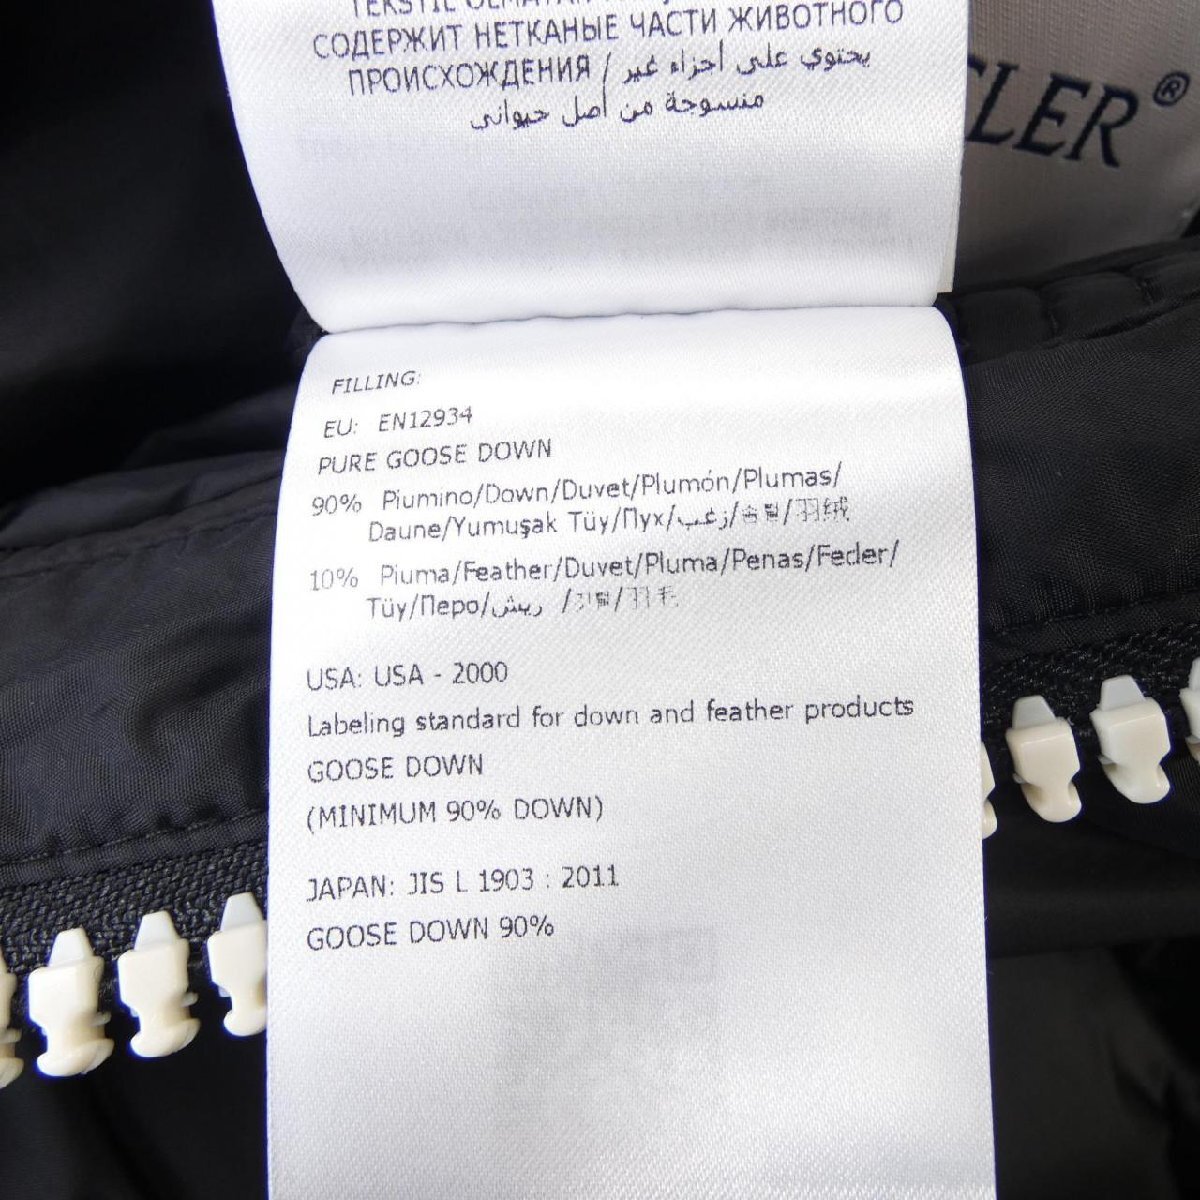 TEKSTİL
СОДЕРЖИТ НЕТКАНЫЕ ЧАСТИ ЖИВОТНОГО
ПРОИСХОЖДЕНИЯ / يحتوي على أجزاء غير
منسوجة من أصل حيواني
LER®
FILLING:
EU: EN12934
PURE GOOSE DOWN
90% Piumino/Down/Duvet/Plumón/Plumas/
Daune/Yumuşak Tüy/Пух/زغب/솜털/羽绒
10% Piuma/Feather/Duvet/Pluma/Penas/Feder/
Tüy/Перо/ريش /깃털/羽毛
USA: USA - 2000
Labeling standard for down and feather products
GOOSE DOWN
(MINIMUM 90% DOWN)
JAPAN: JIS L 1903 : 2011
GOOSE DOWN 90%